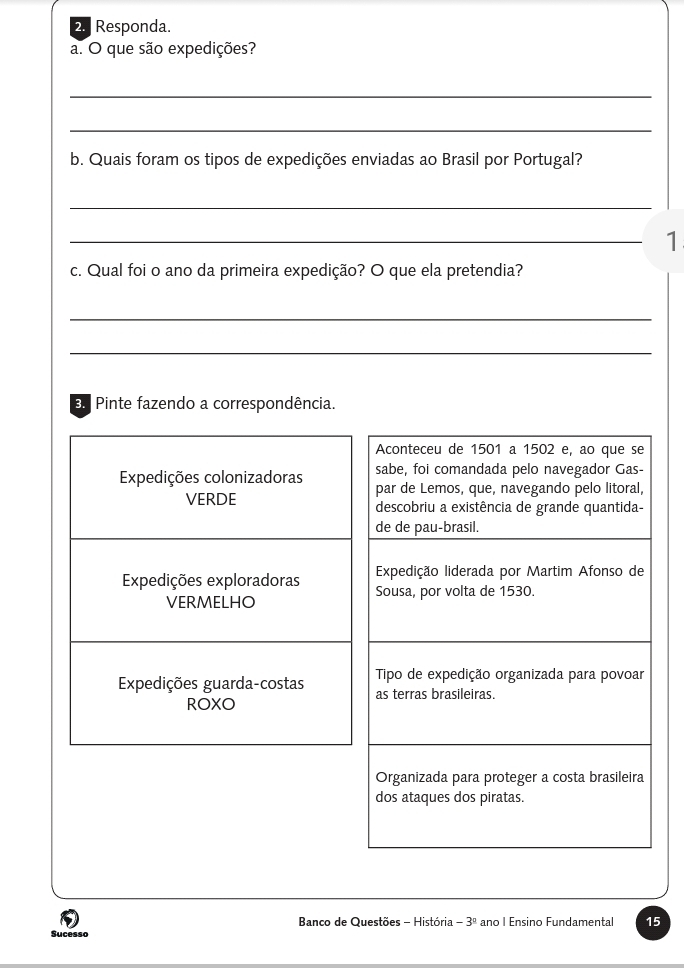 2. Responda.
a. O que são expedições?
b. Quais foram os tipos de expedições enviadas ao Brasil por Portugal?
c. Qual foi o ano da primeira expedição? O que ela pretendia?
3. Pinte fazendo a correspondência.
Expedições colonizadoras
VERDE
Expedições exploradoras
VERMELHO
Expedições guarda-costas
ROXO
Aconteceu de 1501 a 1502 e, ao que se
sabe, foi comandada pelo navegador Gas-
par de Lemos, que, navegando pelo litoral,
descobriu a existência de grande quantida-
de de pau-brasil.
Expedição liderada por Martim Afonso de
Sousa, por volta de 1530.
Tipo de expedição organizada para povoar
as terras brasileiras.
Organizada para proteger a costa brasileira
dos ataques dos piratas.
Sucesso
Banco de Questões – História – 3º ano | Ensino Fundamental
15